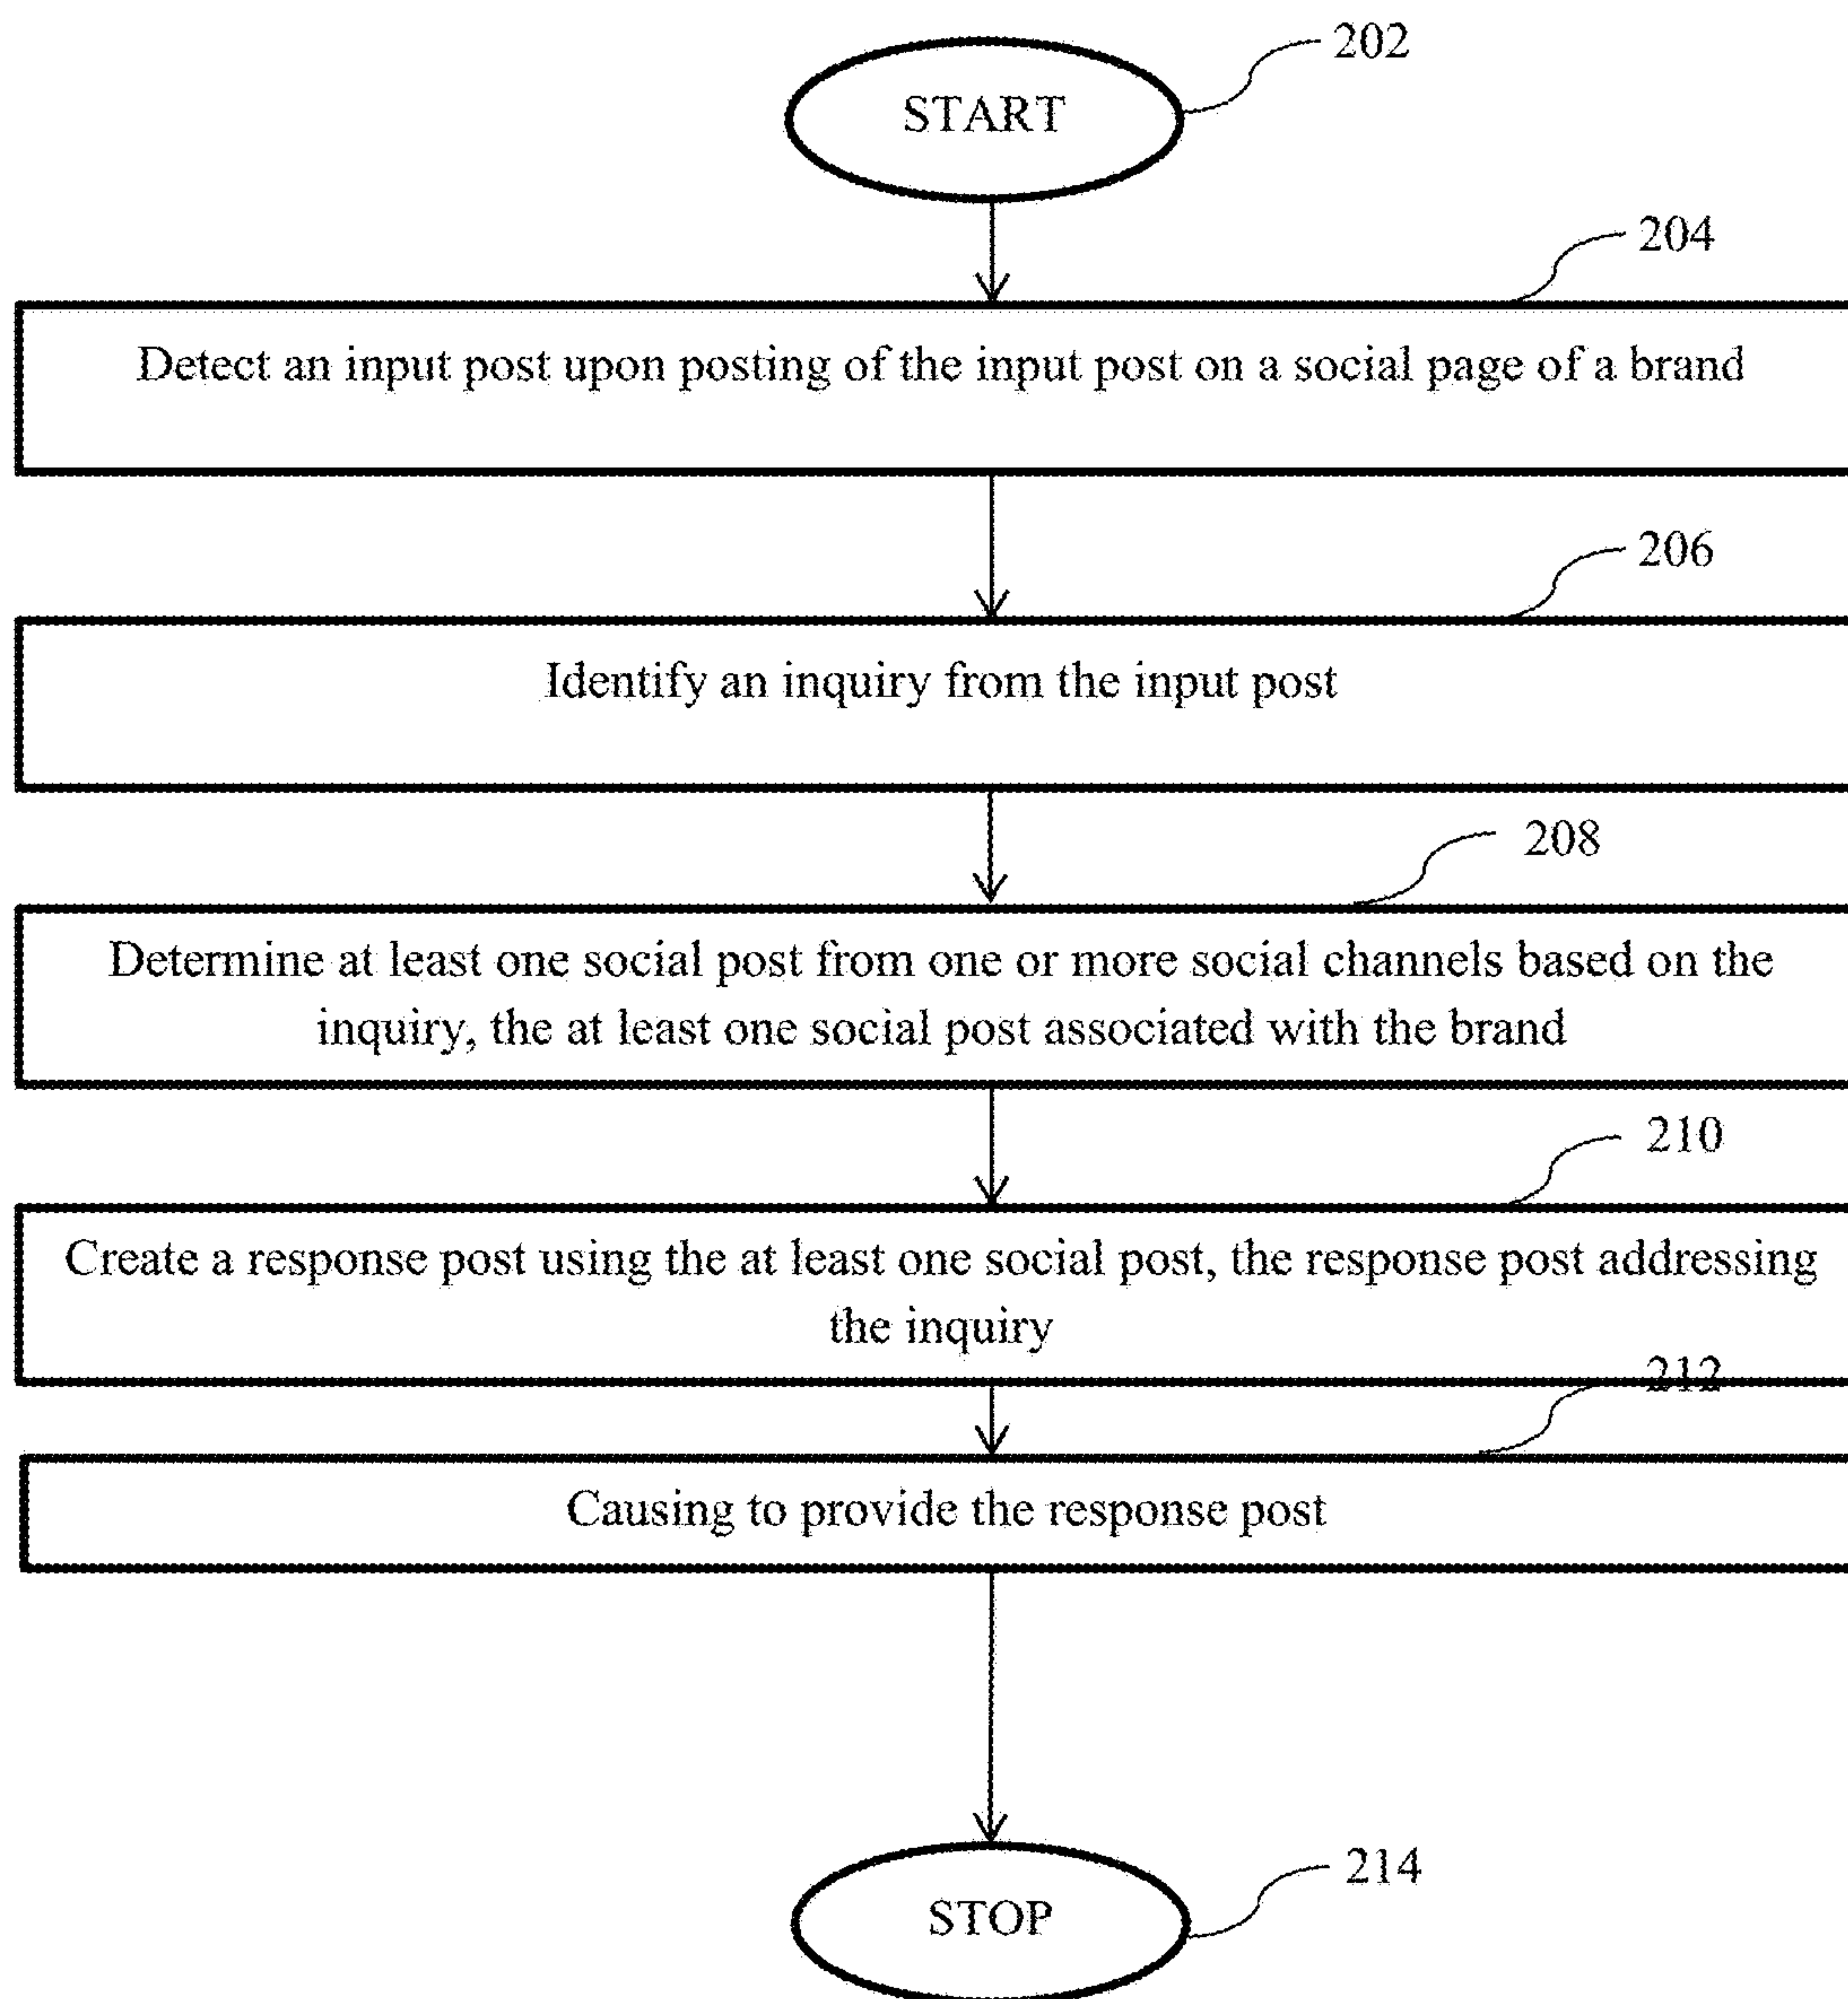 START
202
204
Detect an input post upon posting of the input post on a social page of a brand
206
Identify an inquiry from the input post
208
Determine at least one social post from one or more social channels based on the
inquiry, the at least one social post associated with the brand
210
Create a response post using the at least one social post, the response post addressing
the inquiry
212
Causing to provide the response post
STOP
214